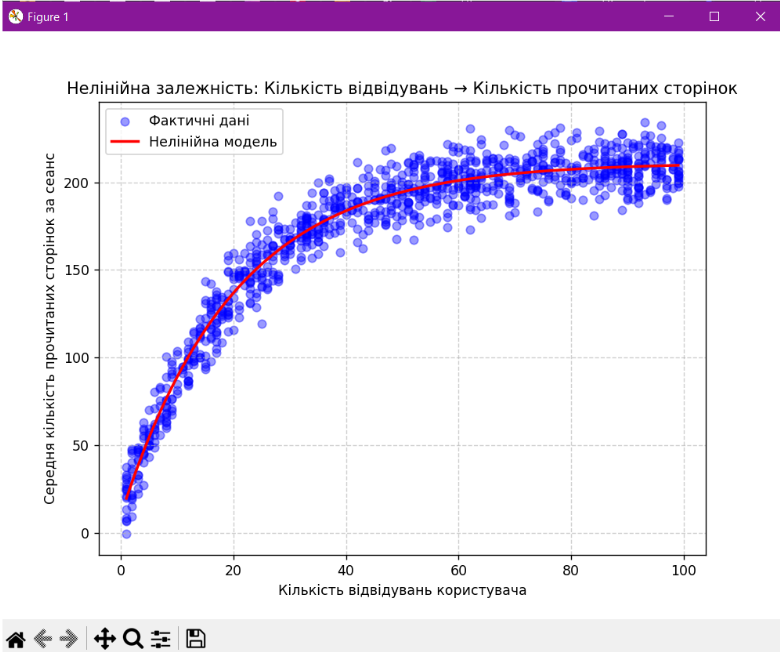 Figure 1
Нелінійна залежність: Кількість відвідувань → Кількість прочитаних сторінок
Фактичні дані
Нелінійна модель
Середня кількість прочитаних сторінок за сеанс
200
150
100
50
0
0 20 40 60 80 100
Кількість відвідувань користувача